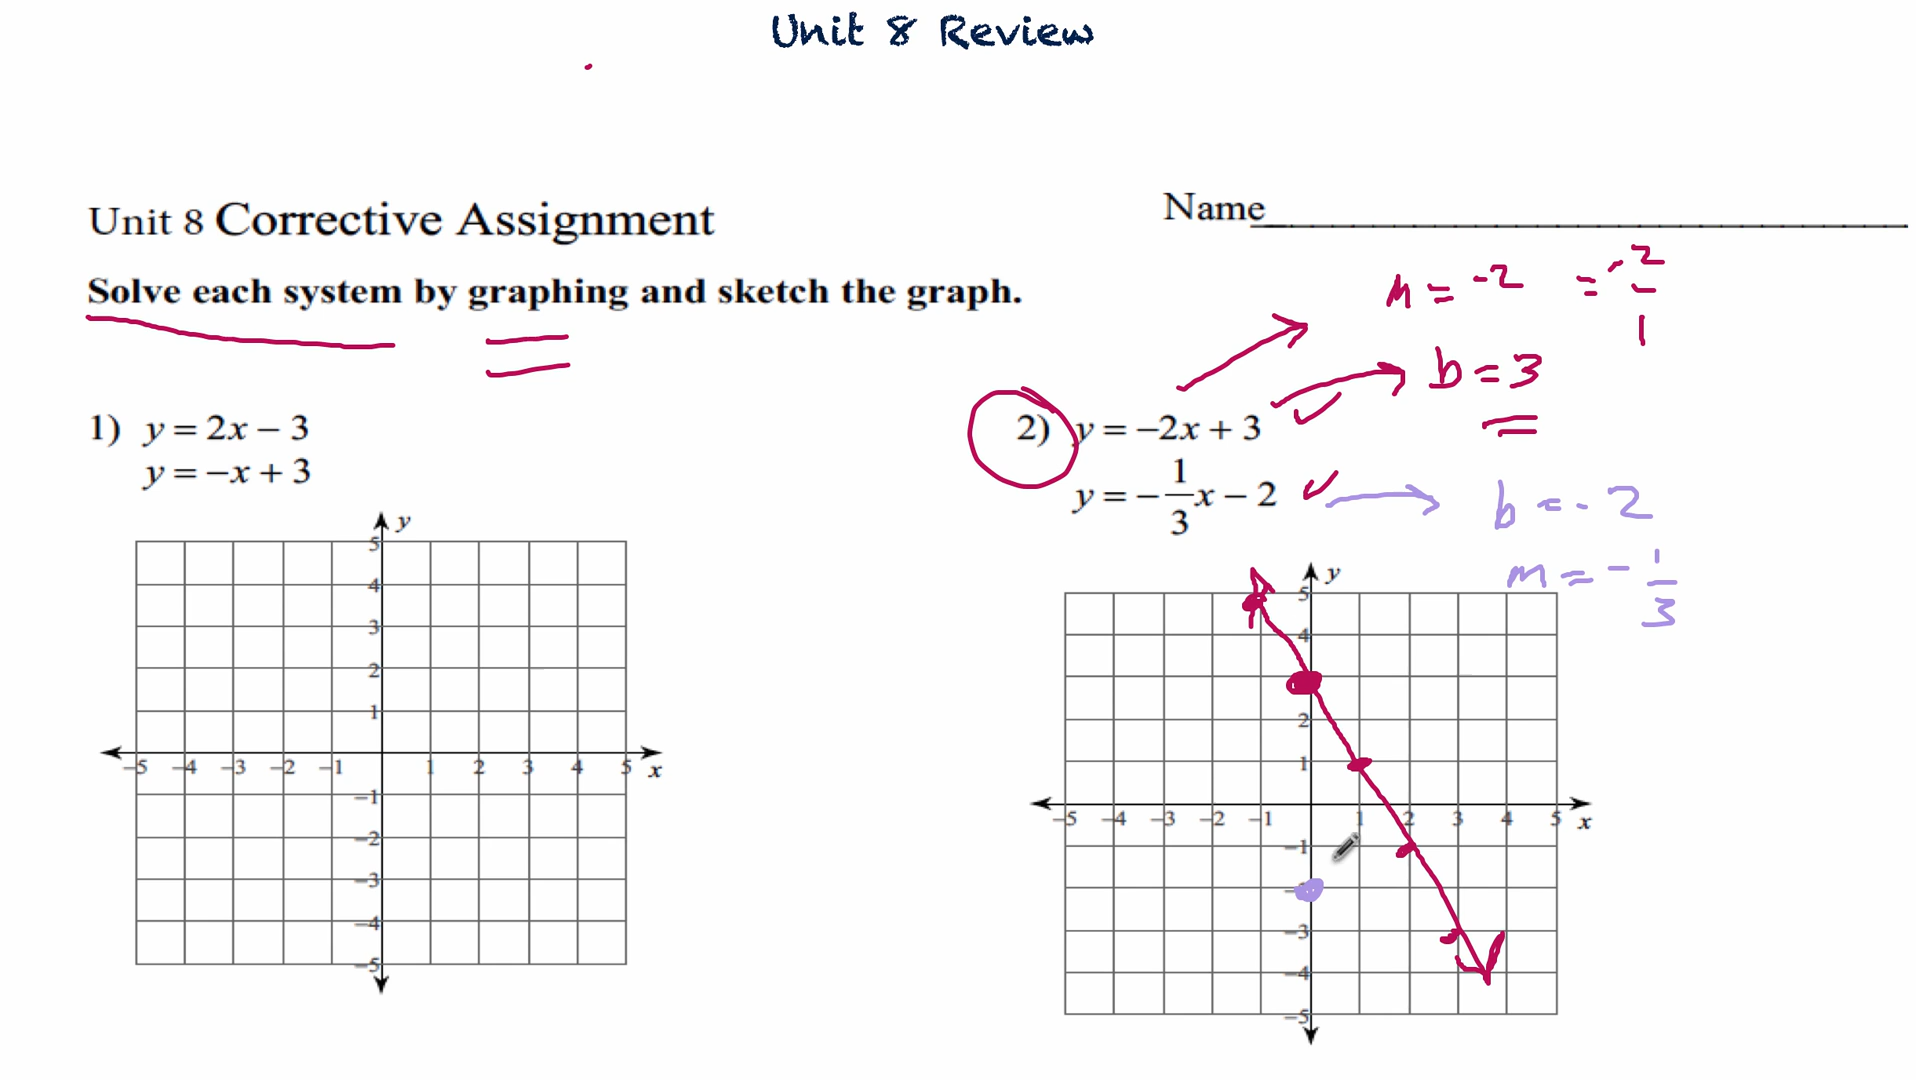 Unit 8 Review
Unit 8 Corrective Assignment
Name
Solve each system by graphing and sketch the graph.
m = -2 = -2/1
b = 3
1) y = 2x − 3
y = −x + 3
2) y = −2x + 3
y = −1/3x − 2
b = -2
m = -1/3
y
5
4
3
2
1
−5 −4 −3 −2 −1 1 2 3 4 5 x
−1
−2
−3
−4
−5
y
5
4
2
1
−5 −4 −3 −2 −1 1 2 3 4 5 x
−1
−3
−4
−5